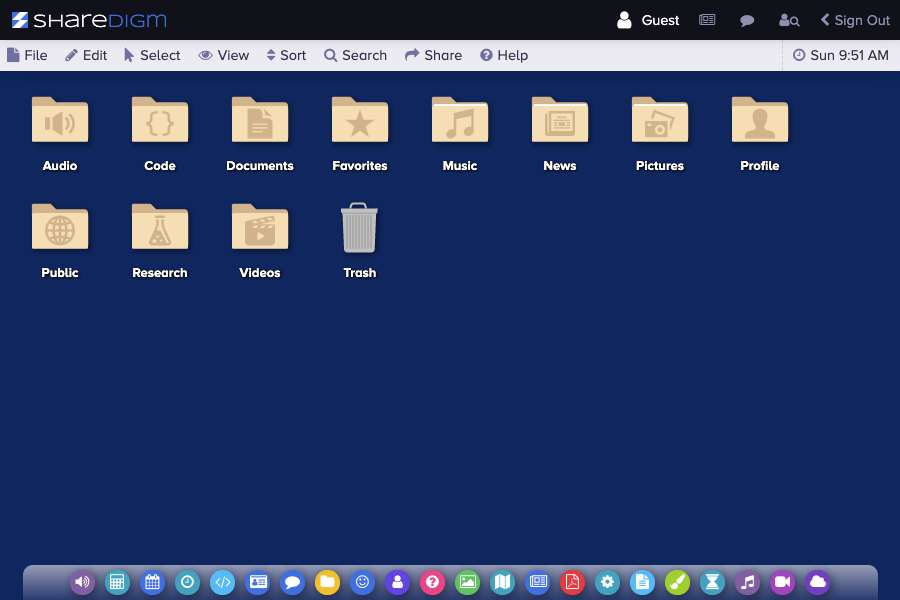 SHAREDIGM Guest Sign Out
File Edit Select View Sort Search Share Help Sun 9:51 AM
Audio Code Documents Favorites Music News Pictures Profile
Public Research Videos Trash